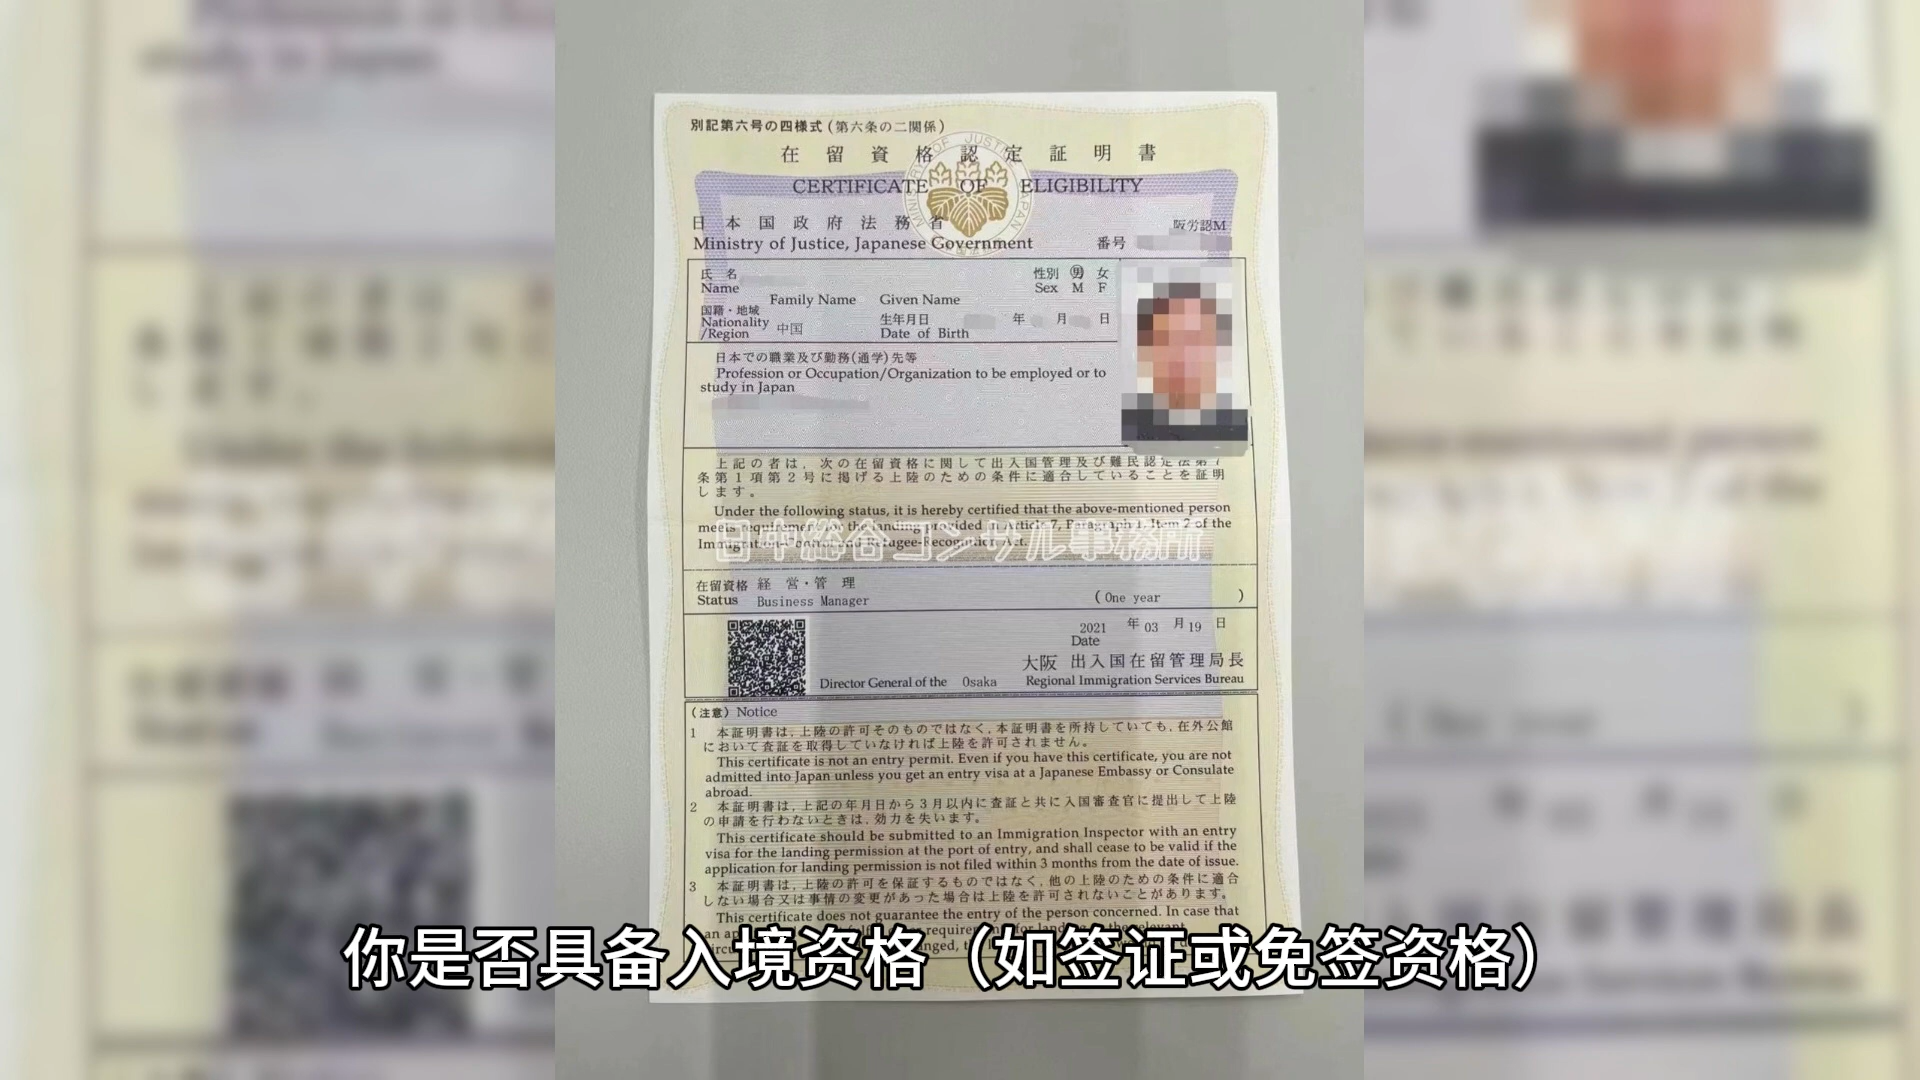 別記第六号の四様式(第六条の二関係)
在留資格認定証明書
CERTIFICATE OF ELIGIBILITY
日本国政府法務省
阪労認M
Ministry of Justice, Japanese Government
番号
氏名
性別 男 女
Name
Sex M F
Family Name Given Name
国籍・地域
Nationality
/Region
中国
生年月日 年 月 日
Date of Birth
日本での職業及び勤務(通学)先等
Profession or Occupation/Organization to be employed or to
study in Japan
上記の者は, 次の在留資格に関して出入国管理及び難民認定法第7
条第1項第2号に掲げる上陸のための条件に適合していることを証明
します。
Under the following status, it is hereby certified that the above-mentioned person
meets requirement for the landing provided in Article 7, Paragraph 1, Item 2 of the
Immigration-Control and Refugee-Recognition Act.
日中総合コンサル事務所
在留資格 経営・管理
Status Business Manager
(One year )
2021 年 03 月 19 日
Date
大阪 出入国在留管理局長
Director General of the Osaka Regional Immigration Services Bureau
(注意) Notice
1 本証明書は, 上陸の許可そのものではなく, 本証明書を所持していても, 在外公館
において査証を取得していなければ上陸を許可されません。
This certificate is not an entry permit. Even if you have this certificate, you are not
admitted into Japan unless you get an entry visa at a Japanese Embassy or Consulate
abroad.
2 本証明書は, 上記の年月日から3月以内に査証と共に入国審査官に提出して上陸
の申請を行わないときは, 効力を失います。
This certificate should be submitted to an Immigration Inspector with an entry
visa for the landing permission at the port of entry, and shall cease to be valid if the
application for landing permission is not filed within 3 months from the date of issue.
3 本証明書は, 上陸の許可を保証するものではなく, 他の上陸のための条件に適合
しない場合又は事情の変更があった場合は上陸を許可されないことがあります。
This certificate does not guarantee the entry of the person concerned. In case that
你是否具备入境资格（如签证或免签资格）